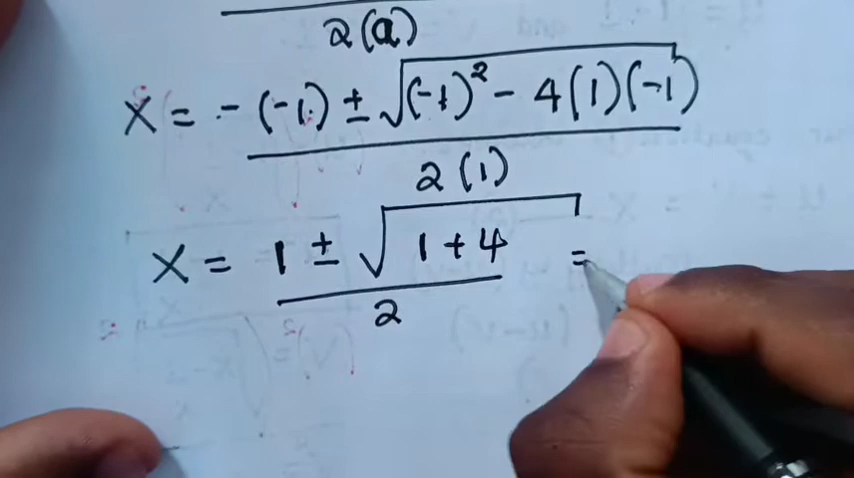 2(a)
x = -(-1) ± √(-1)² - 4(1)(-1)
2(1)
x = 1 ± √1+4 =
2